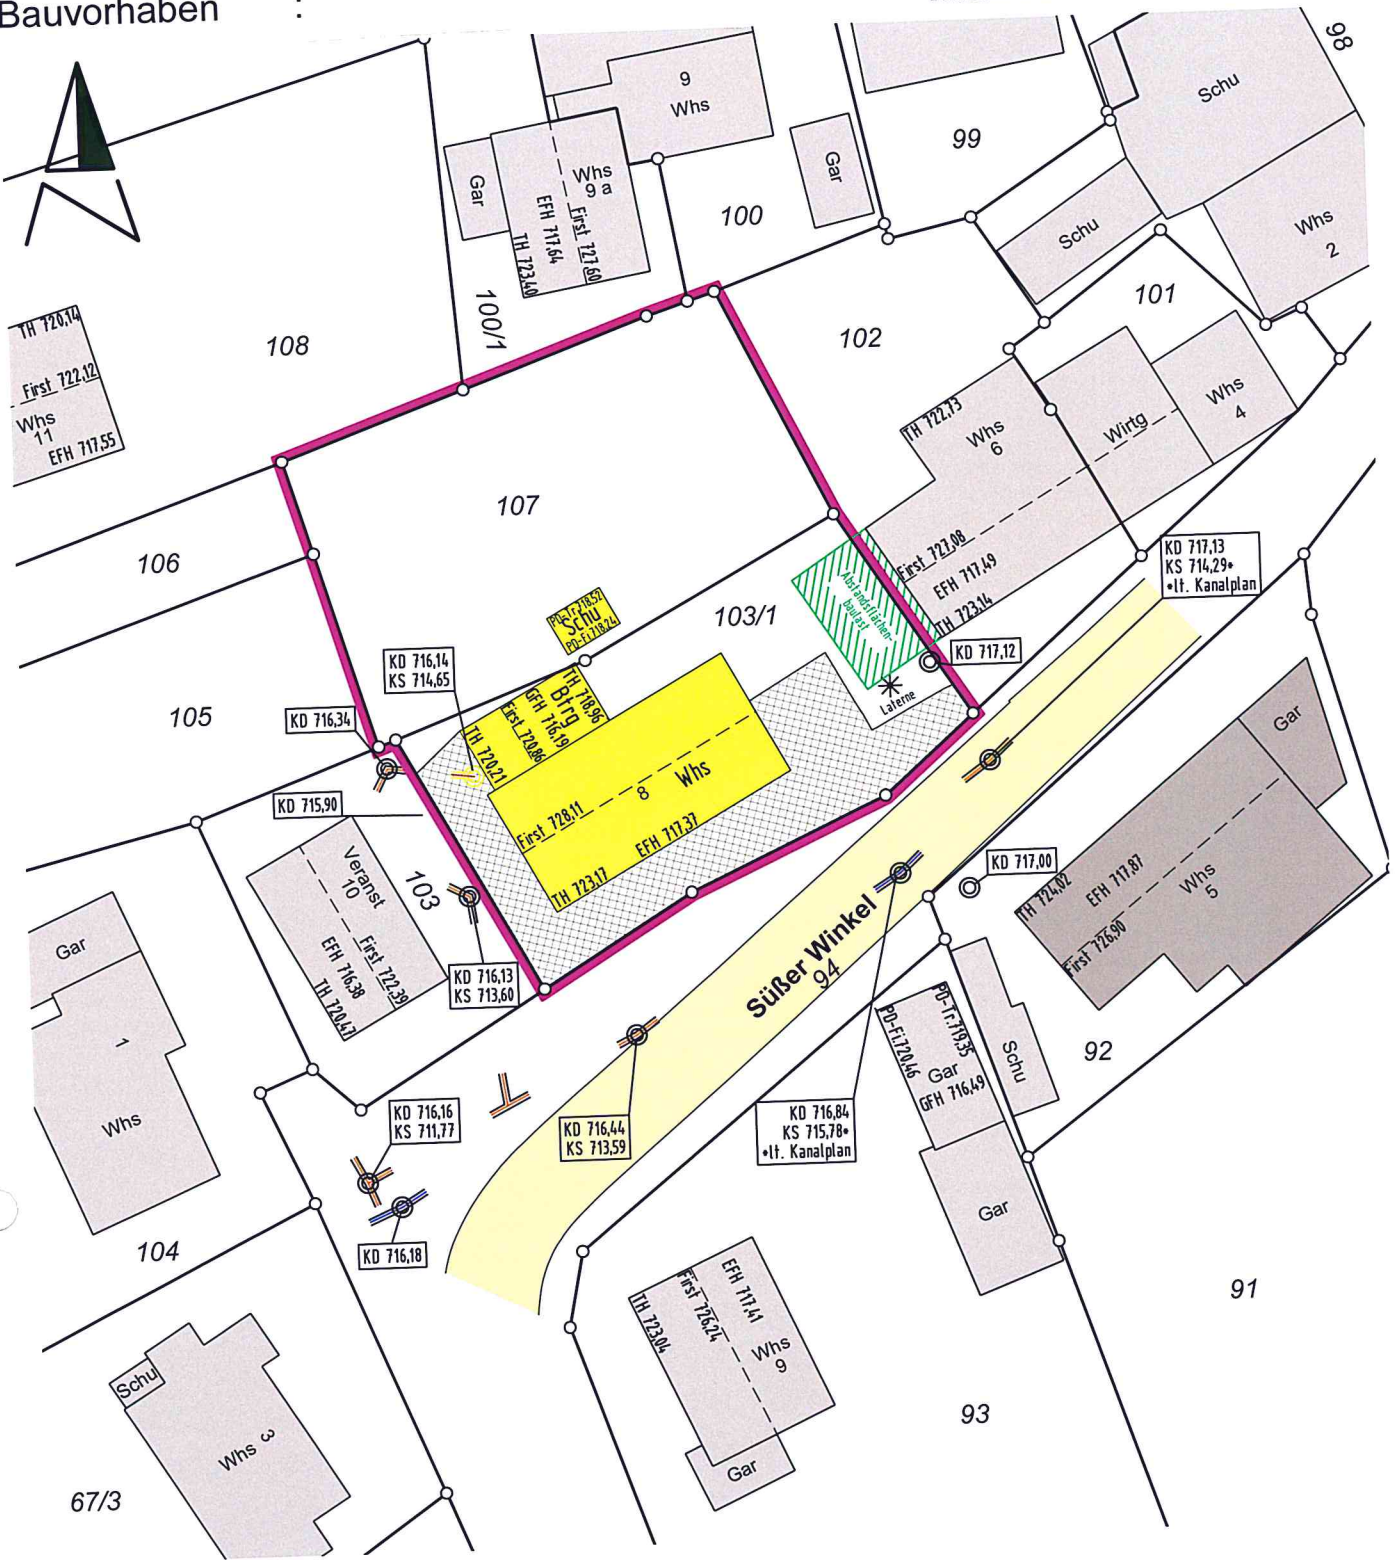 Bauvorhaben :
98
Schu
9
Whs
99
Gar
Gar
Whs
9 a
EFH 717,64
First 727,60
TH 723,40
100
Schu
Whs
2
100/1
101
TH 720,14
First 722,12
Whs
11
EFH 717,55
108
102
TH 722,73
Whs
6
Wirtg
Whs
4
107
First 727,08
EFH 717,49
TH 723,14
KD 717,13
KS 714,29*
*lt. Kanalplan
106
Abstandsflächen-
baulast
PD-Tr.718,52
Schu
PD-Fi.718,24
103/1
KD 717,12
KD 716,14
KS 714,65
Laterne
KD 716,34
105
TH 718,96
Btrg
GFH 716,19
First 720,86
TH 720,21
Gar
8
Whs
First 728,11
EFH 717,37
TH 723,17
KD 715,90
KD 717,00
Veranst
10
First 722,39
EFH 716,38
TH 720,47
103
TH 724,02
EFH 717,87
Whs
5
First 726,90
Gar
Süßer Winkel
94
KD 716,13
KS 713,60
PD-Tr.719,35
PD-Fi.720,46
Gar
GFH 716,49
Schu
92
1
Whs
KD 716,16
KS 711,77
KD 716,44
KS 713,59
KD 716,84
KS 715,78*
*lt. Kanalplan
Gar
104
KD 716,18
91
EFH 717,41
First 726,24
TH 723,04
Whs
9
Schu
Whs 3
93
Gar
67/3